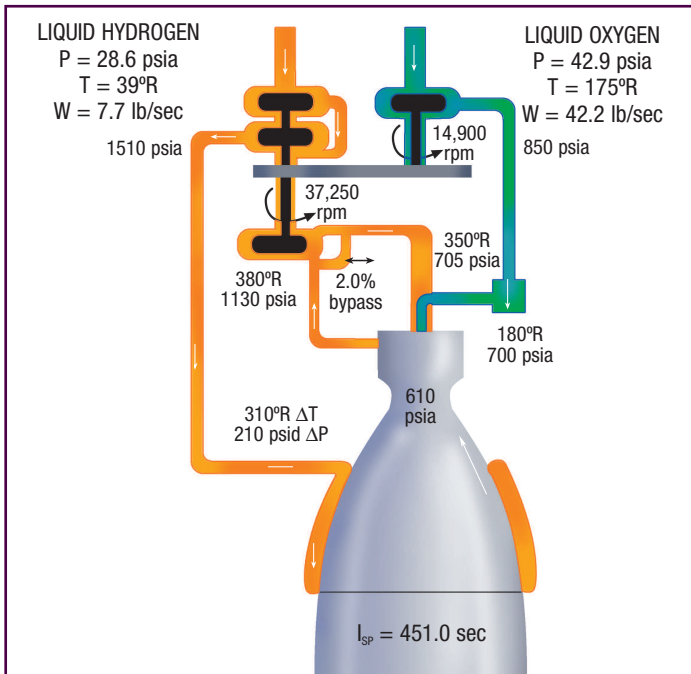 LIQUID HYDROGEN
P = 28.6 psia
T = 39ºR
W = 7.7 lb/sec
1510 psia
LIQUID OXYGEN
P = 42.9 psia
T = 175ºR
W = 42.2 lb/sec
850 psia
14,900
rpm
37,250
rpm
380ºR
1130 psia
2.0%
bypass
350ºR
705 psia
180ºR
700 psia
610
psia
310ºR ΔT
210 psid ΔP
I_SP = 451.0 sec